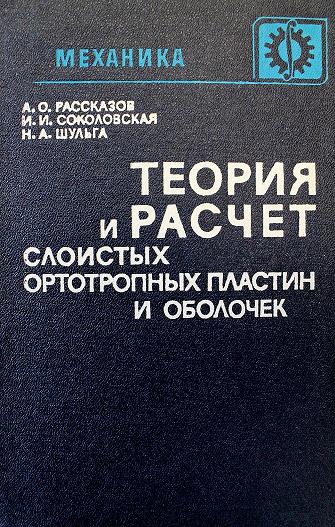 МЕХАНИКА
А. О. РАССКАЗОВ
И. И. СОКОЛОВСКАЯ
Н. А. ШУЛЬГА
ТЕОРИЯ
И РАСЧЕТ
СЛОИСТЫХ
ОРТОТРОПНЫХ ПЛАСТИН
И ОБОЛОЧЕК